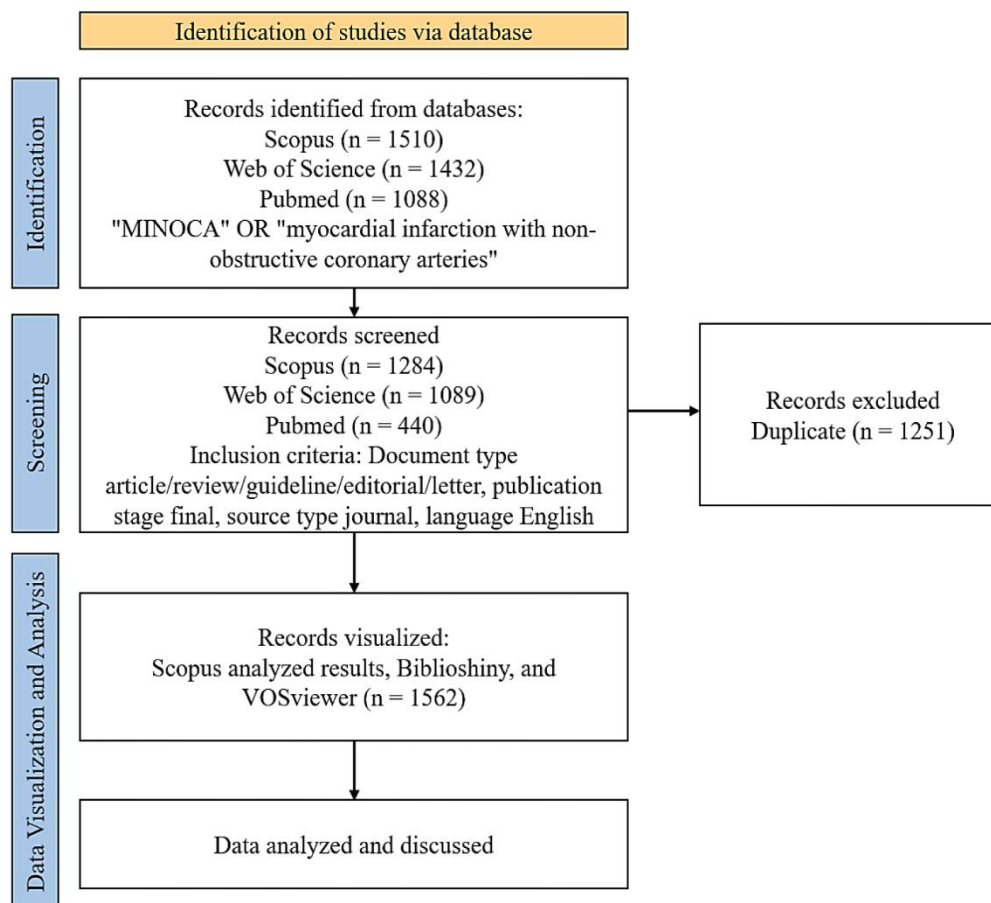 Identification of studies via database
Identification
Records identified from databases:
Scopus (n = 1510)
Web of Science (n = 1432)
Pubmed (n = 1088)
"MINOCA" OR "myocardial infarction with non-
obstructive coronary arteries"
Screening
Records screened
Scopus (n = 1284)
Web of Science (n = 1089)
Pubmed (n = 440)
Inclusion criteria: Document type
article/review/guideline/editorial/letter, publication
stage final, source type journal, language English
Records excluded
Duplicate (n = 1251)
Data Visualization and Analysis
Records visualized:
Scopus analyzed results, Biblioshiny, and
VOSviewer (n = 1562)
Data analyzed and discussed